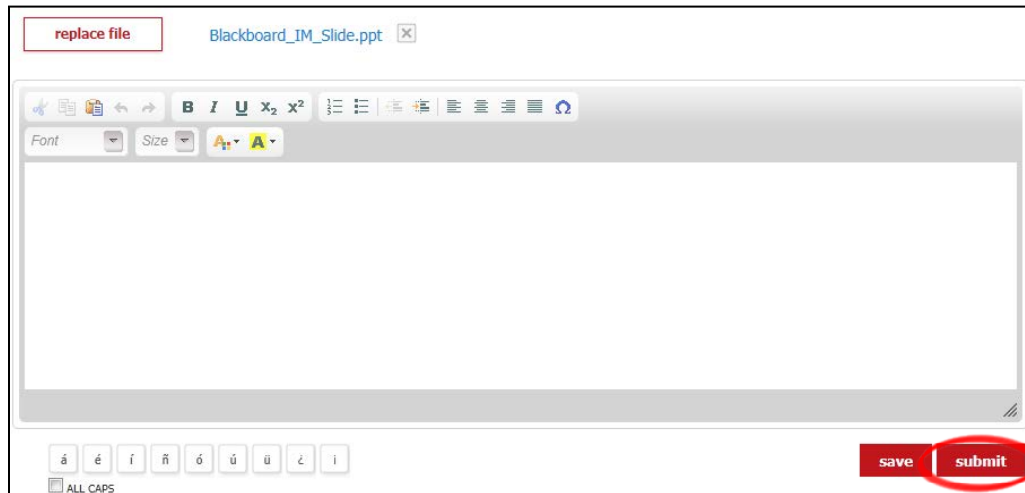 replace file Blackboard_IM_Slide.ppt
B I U X₂ X² Ω
Font Size A A
á é í ñ ó ú ü ¿ ¡
ALL CAPS
save submit